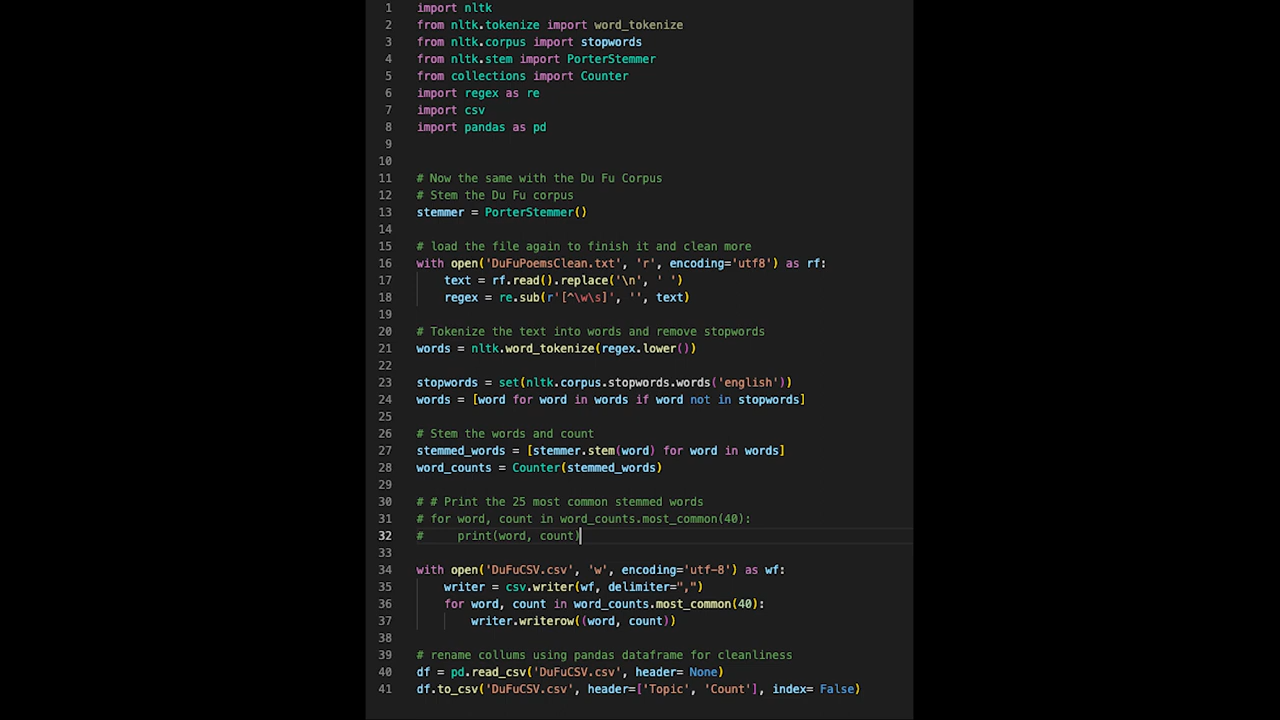 1 import nltk
2 from nltk.tokenize import word_tokenize
3 from nltk.corpus import stopwords
4 from nltk.stem import PorterStemmer
5 from collections import Counter
6 import regex as re
7 import csv
8 import pandas as pd
9
10
11 # Now the same with the Du Fu Corpus
12 # Stem the Du Fu corpus
13 stemmer = PorterStemmer()
14
15 # load the file again to finish it and clean more
16 with open('DuFuPoemsClean.txt', 'r', encoding='utf8') as rf:
17     text = rf.read().replace('\n', ' ')
18     regex = re.sub(r'[^\w\s]', '', text)
19
20 # Tokenize the text into words and remove stopwords
21 words = nltk.word_tokenize(regex.lower())
22
23 stopwords = set(nltk.corpus.stopwords.words('english'))
24 words = [word for word in words if word not in stopwords]
25
26 # Stem the words and count
27 stemmed_words = [stemmer.stem(word) for word in words]
28 word_counts = Counter(stemmed_words)
29
30 # # Print the 25 most common stemmed words
31 # for word, count in word_counts.most_common(40):
32 #     print(word, count)
33
34 with open('DuFuCSV.csv', 'w', encoding='utf-8') as wf:
35     writer = csv.writer(wf, delimiter=",")
36     for word, count in word_counts.most_common(40):
37         writer.writerow((word, count))
38
39 # rename collums using pandas dataframe for cleanliness
40 df = pd.read_csv('DuFuCSV.csv', header= None)
41 df.to_csv('DuFuCSV.csv', header=['Topic', 'Count'], index= False)